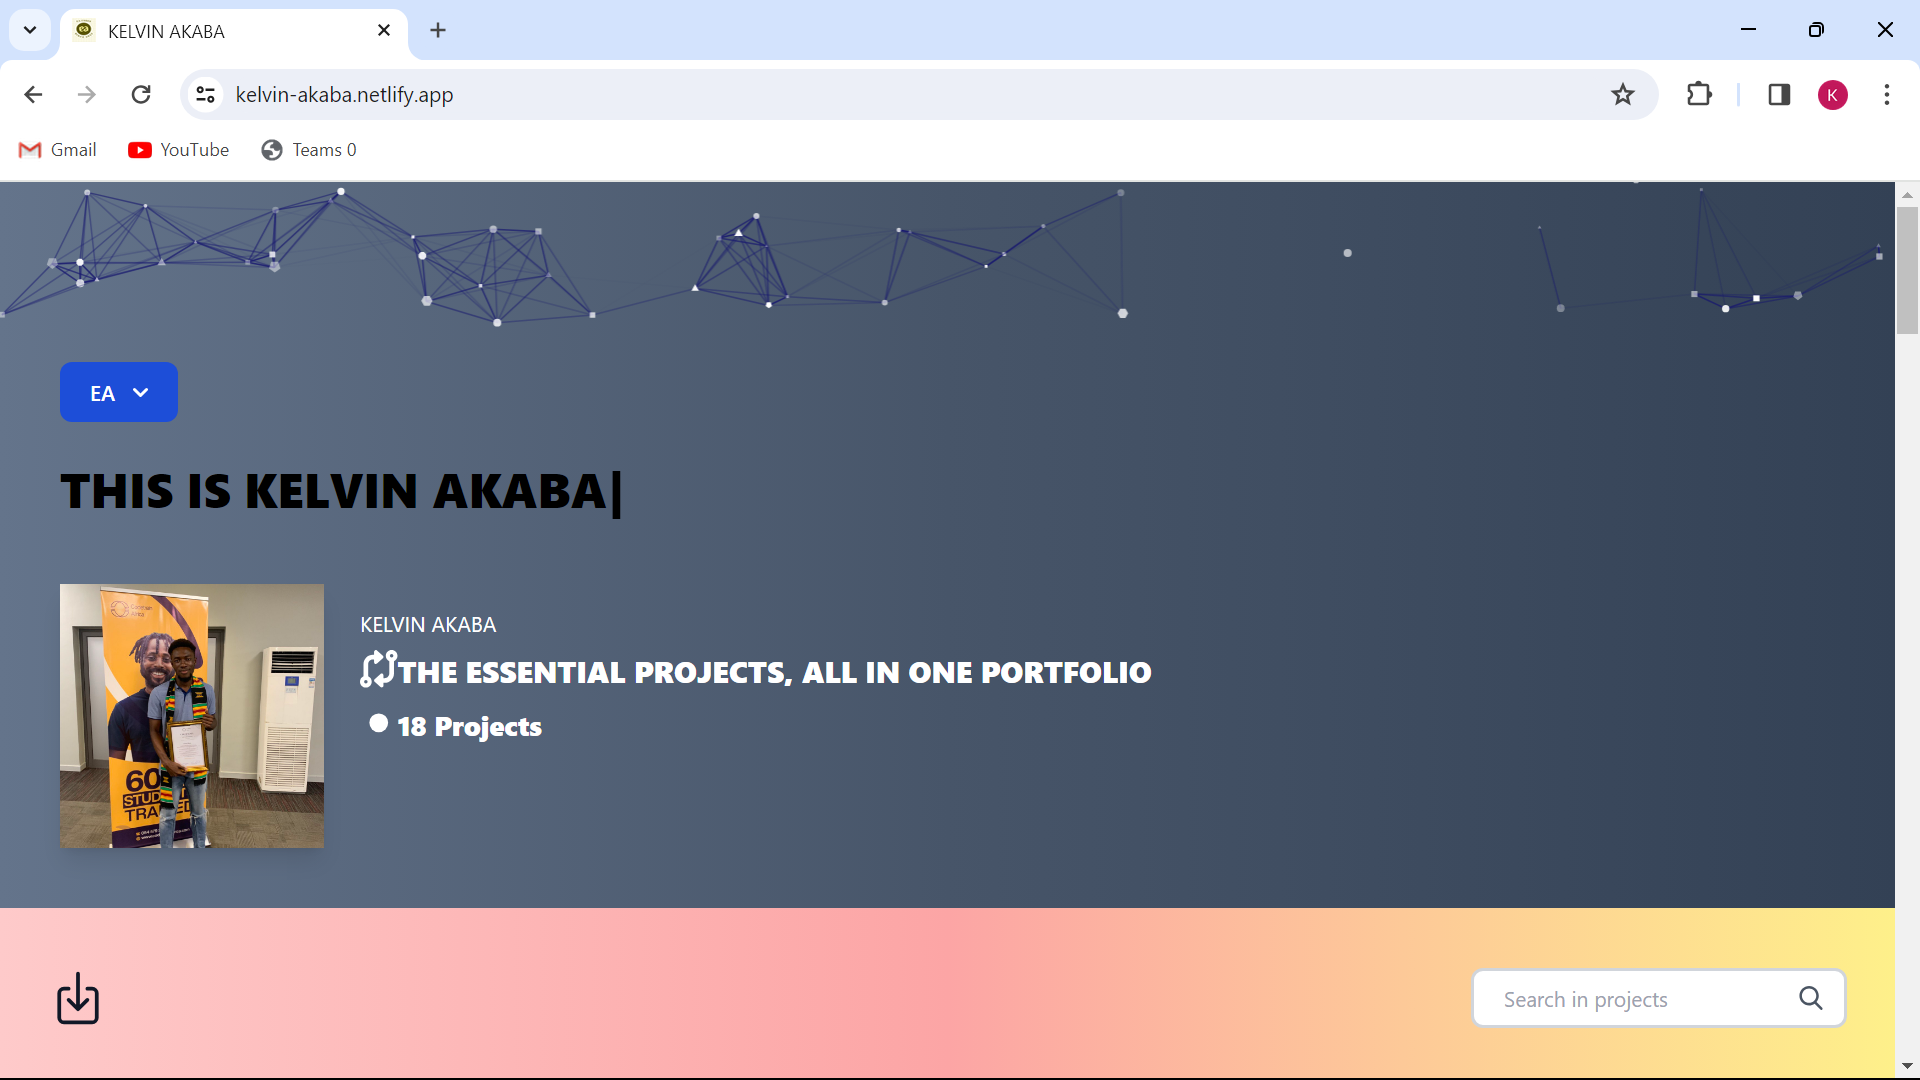 KELVIN AKABA
kelvin-akaba.netlify.app
K
Gmail
YouTube
Teams 0
EA
THIS IS KELVIN AKABA|
KELVIN AKABA
THE ESSENTIAL PROJECTS, ALL IN ONE PORTFOLIO
18 Projects
60
STUD
TRA ED
Search in projects